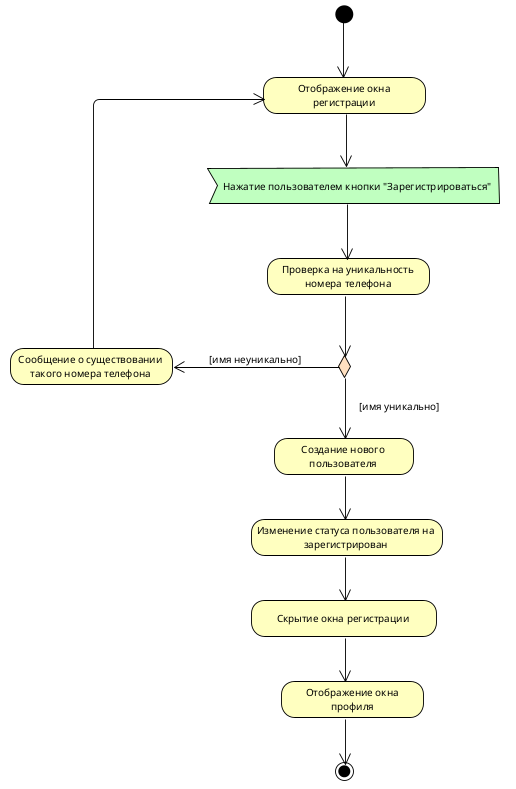 Отображение окна
регистрации
Нажатие пользователем кнопки "Зарегистрироваться"
Проверка на уникальность
номера телефона
[имя неуникально]
Сообщение о существовании
такого номера телефона
[имя уникально]
Создание нового
пользователя
Изменение статуса пользователя на
зарегистрирован
Скрытие окна регистрации
Отображение окна
профиля